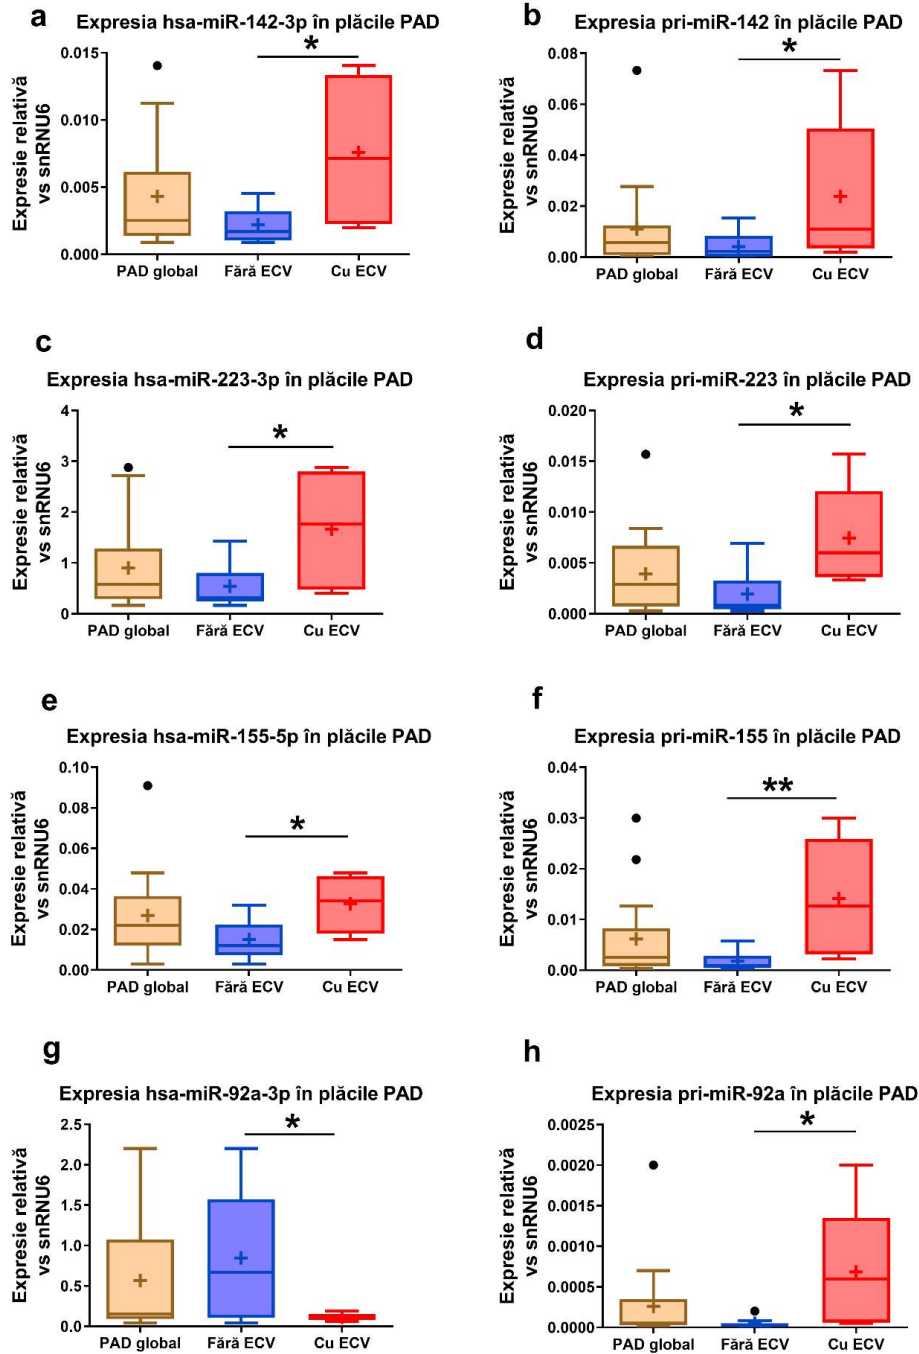 a
Expresia hsa-miR-142-3p în plăcile PAD
*
Expresie relativă
vs snRNU6
0.015
0.010
0.005
0.000
PAD global Fără ECV Cu ECV
b
Expresia pri-miR-142 în plăcile PAD
*
Expresie relativă
vs snRNU6
0.08
0.06
0.04
0.02
0.00
PAD global Fără ECV Cu ECV
c
Expresia hsa-miR-223-3p în plăcile PAD
*
Expresie relativă
vs snRNU6
4
3
2
1
0
PAD global Fără ECV Cu ECV
d
Expresia pri-miR-223 în plăcile PAD
*
Expresie relativă
vs snRNU6
0.020
0.015
0.010
0.005
0.000
PAD global Fără ECV Cu ECV
e
Expresia hsa-miR-155-5p în plăcile PAD
*
Expresie relativă
vs snRNU6
0.10
0.08
0.06
0.04
0.02
0.00
PAD global Fără ECV Cu ECV
f
Expresia pri-miR-155 în plăcile PAD
**
Expresie relativă
vs snRNU6
0.04
0.03
0.02
0.01
0.00
PAD global Fără ECV Cu ECV
g
Expresia hsa-miR-92a-3p în plăcile PAD
*
Expresie relativă
vs snRNU6
2.5
2.0
1.5
1.0
0.5
0.0
PAD global Fără ECV Cu ECV
h
Expresia pri-miR-92a în plăcile PAD
*
Expresie relativă
vs snRNU6
0.0025
0.0020
0.0015
0.0010
0.0005
0.0000
PAD global Fără ECV Cu ECV